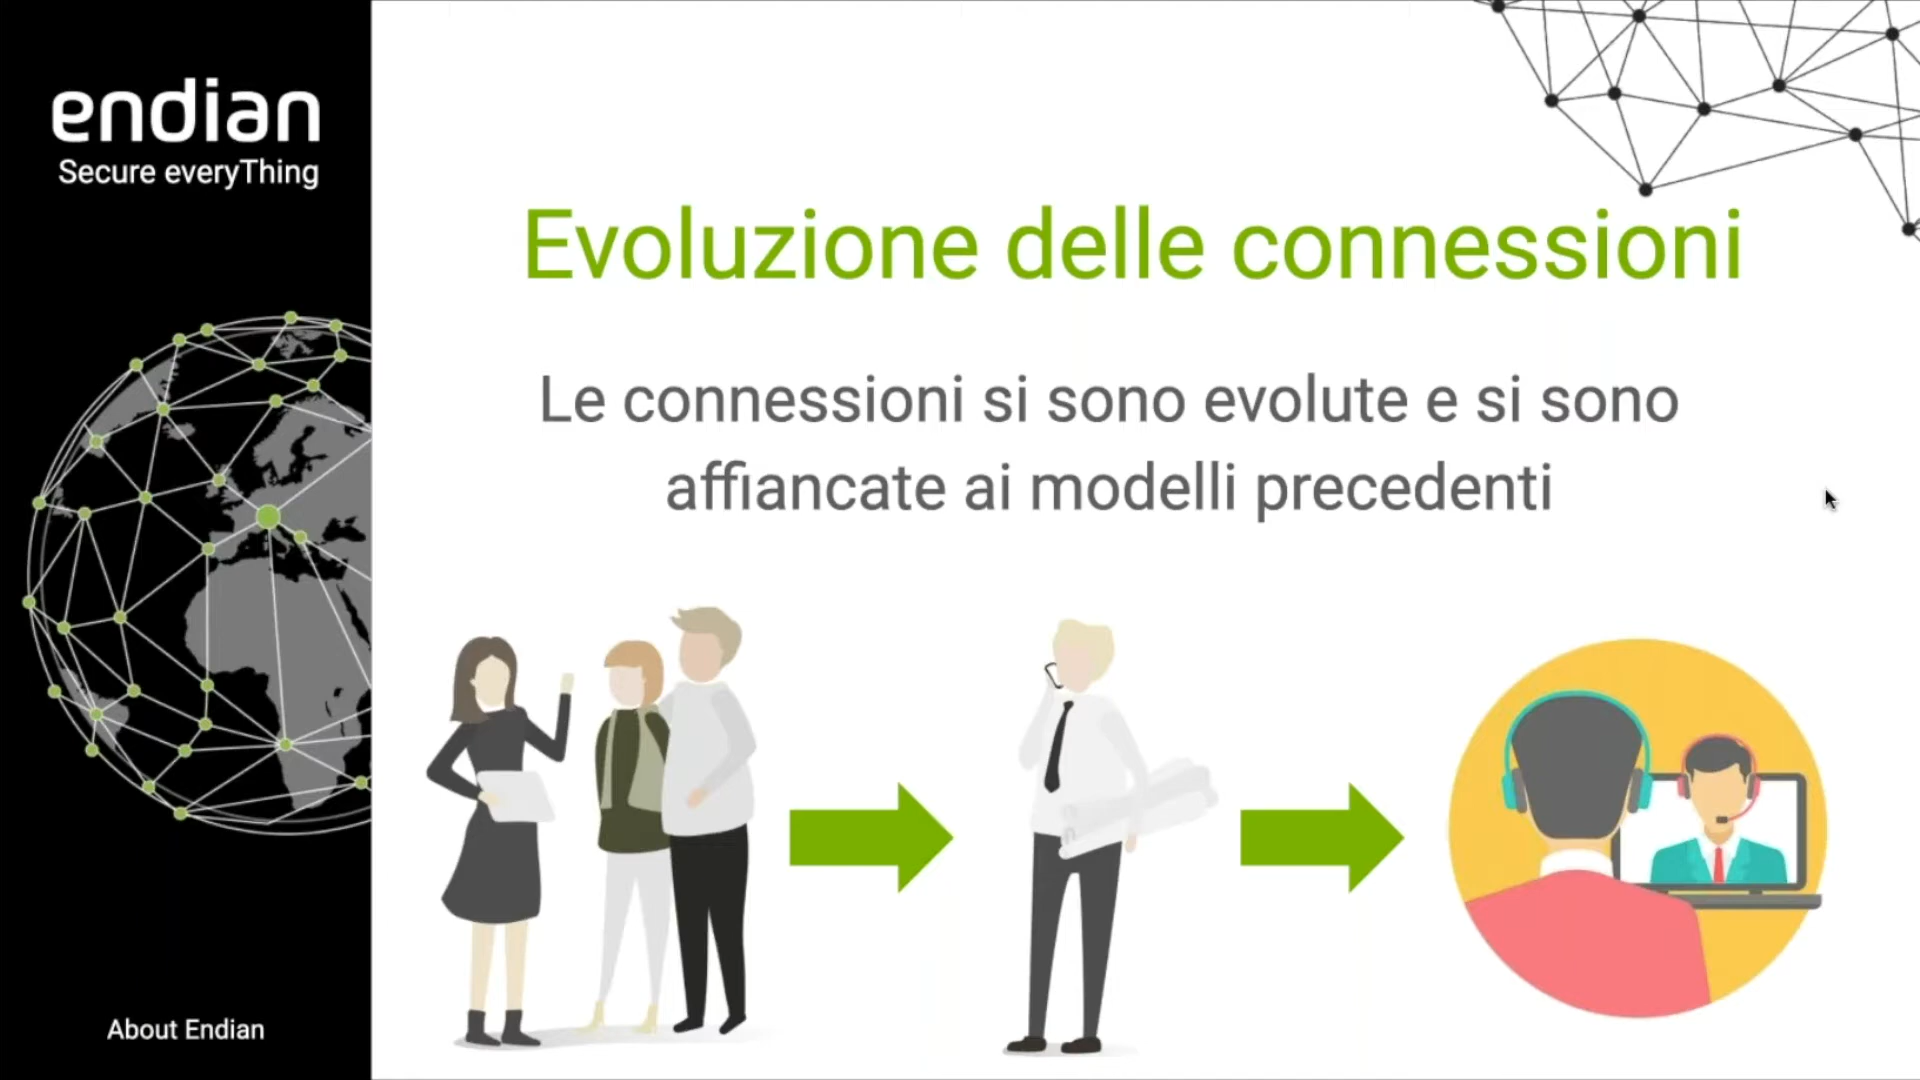 endian
Secure everyThing
Evoluzione delle connessioni
Le connessioni si sono evolute e si sono
affiancate ai modelli precedenti
About Endian